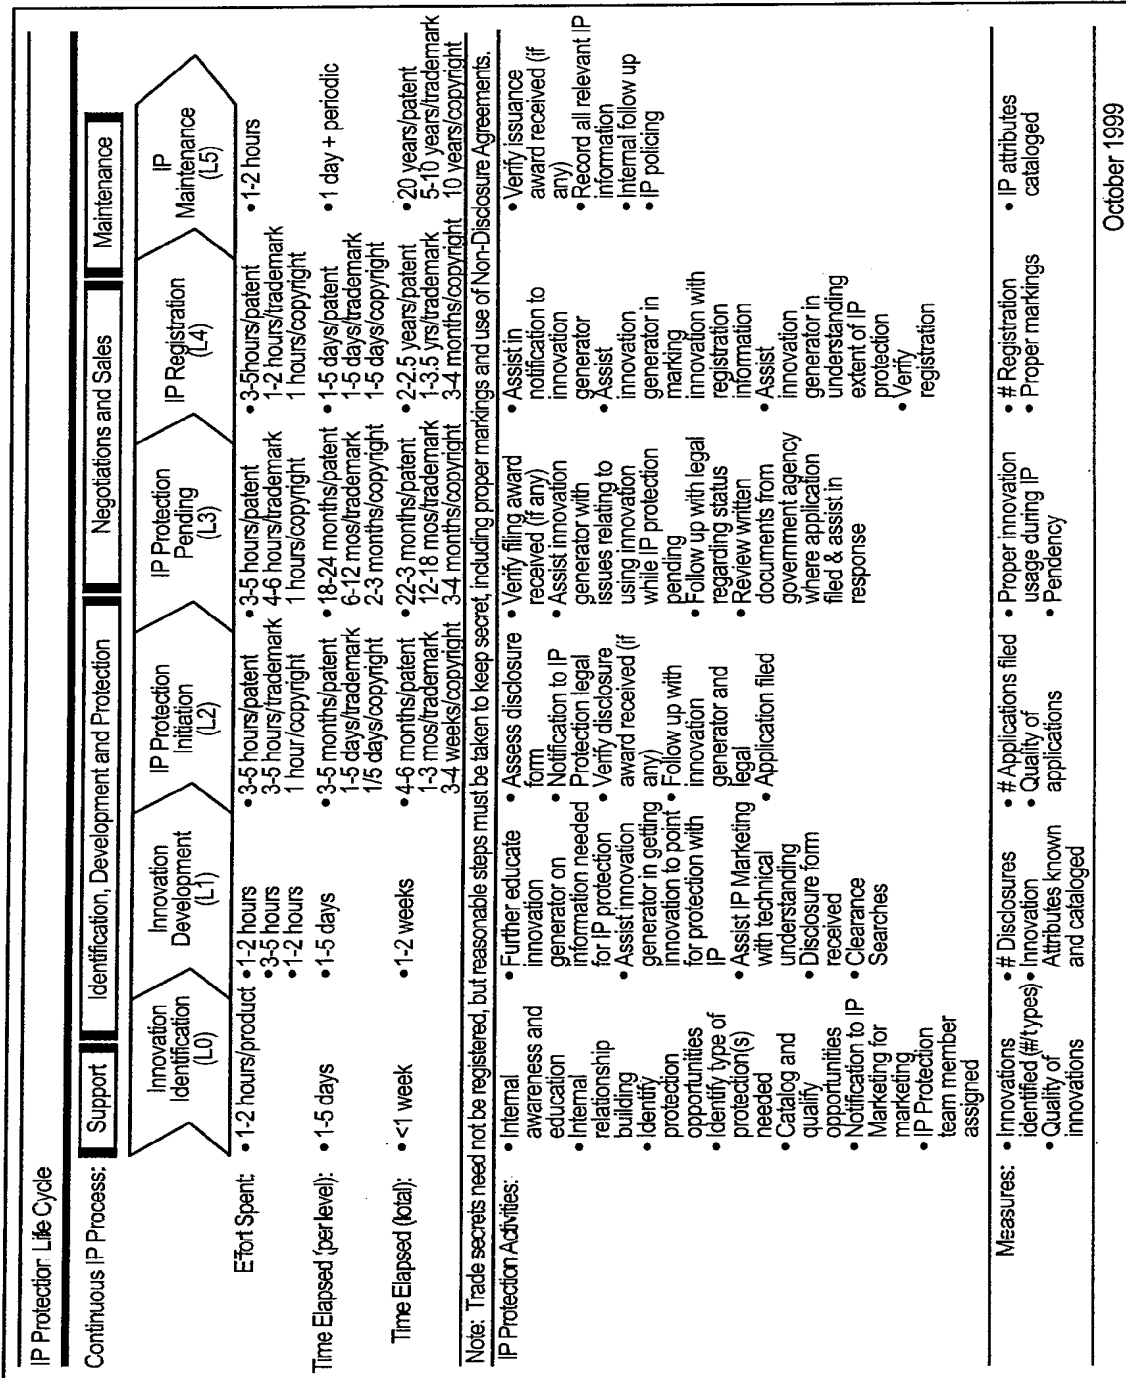 IP Protection Life Cycle
Continuous IP Process:
Support
Identification, Development and Protection
Negotiations and Sales
Maintenance
Innovation
Identification
(L0)
Innovation
Development
(L1)
IP Protection
Initiation
(L2)
IP Protection
Pending
(L3)
IP Registration
(L4)
IP
Maintenance
(L5)
Effort Spent:
• 1-2 hours/product
• 1-2 hours
• 3-5 hours
• 1-2 hours
• 3-5 hours/patent
3-5 hours/trademark
1 hour/copyright
• 3-5 hours/patent
4-6 hours/trademark
1 hours/copyright
• 3-5hours/patent
1-2 hours/trademark
1 hours/copyright
• 1-2 hours
Time Elapsed (per level):
• 1-5 days
• 1-5 days
• 3-5 months/patent
1-5 days/trademark
1/5 days/copyright
• 18-24 months/patent
6-12 mos/trademark
2-3 months/copyright
• 1-5 days/patent
1-5 days/trademark
1-5 days/copyright
• 1 day + periodic
Time Elapsed (total):
• <1 week
• 1-2 weeks
• 4-6 months/patent
1-3 mos/trademark
3-4 weeks/copyright
• 22-3 months/patent
12-18 mos/trademark
3-4 months/copyright
• 2-2.5 years/patent
1-3.5 yrs/trademark
3-4 months/copyright
• 20 years/patent
5-10 years/trademark
10 years/copyright
Note: Trade secrets need not be registered, but reasonable steps must be taken to keep secret, including proper markings and use of Non-Disclosure Agreements.
IP Protection Activities:
• Internal
awareness and
education
• Internal
relationship
building
• Identify
protection
opportunities
• Identify type of
protection(s)
needed
• Catalog and
qualify
opportunities
• Notification to IP
Marketing for
marketing
• IP Protection
team member
assigned
• Further educate
innovation
generator on
information needed
for IP protection
• Assist innovation
generator in getting
innovation to point
for protection with
IP
• Assist IP Marketing
with technical
understanding
• Disclosure form
received
• Clearance
Searches
• Assess disclosure
form
• Notification to IP
Protection legal
• Verify disclosure
award received (if
any)
• Follow up with
innovation
generator and
legal
• Application filed
• Verify filing award
received (if any)
• Assist innovation
generator with
issues relating to
using innovation
while IP protection
pending
• Follow up with legal
regarding status
• Review written
documents from
government agency
where application
filed & assist in
response
• Assist in
notification to
innovation
generator
• Assist
innovation
generator in
marking
innovation with
registration
information
• Assist
innovation
generator in
understanding
extent of IP
protection
• Verify
registration
• Verify issuance
award received (if
any)
• Record all relevant IP
information
• Internal follow up
• IP policing
Measures:
• Innovations
identified (#/types)
• Quality of
innovations
• # Disclosures
• Innovation
Attributes known
and cataloged
• # Applications filed
• Quality of
applications
• Proper innovation
usage during IP
• Pendency
• # Registration
• Proper markings
• IP attributes
cataloged
October 1999